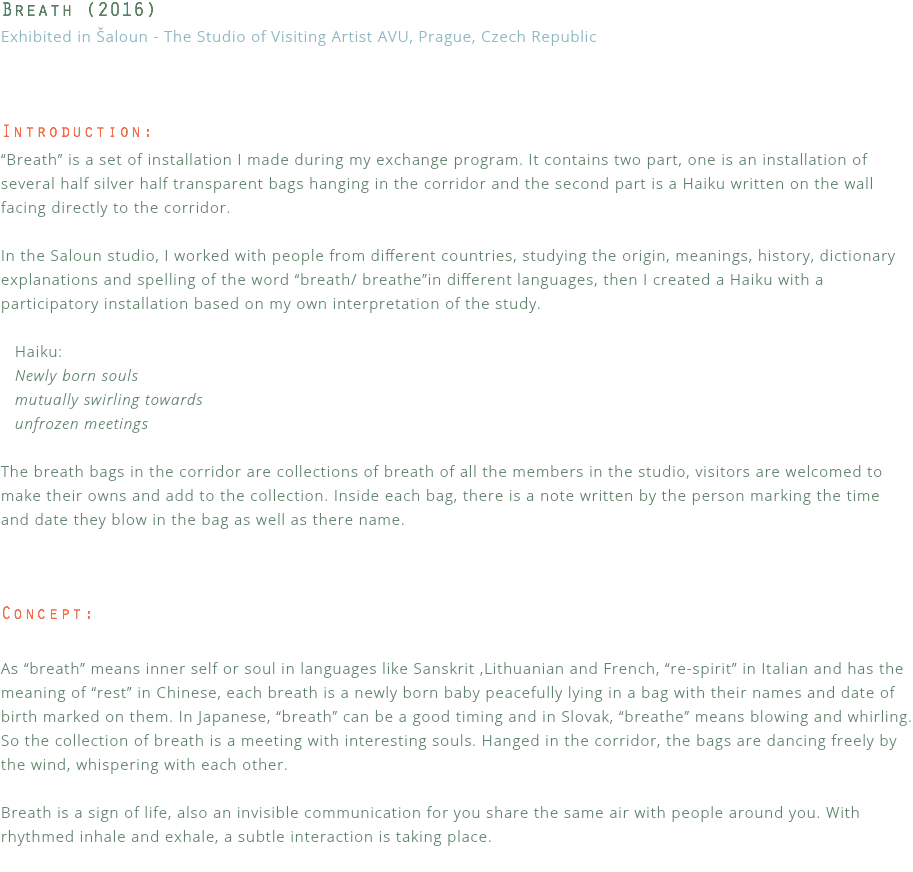 Breath (2016)
Exhibited in Šaloun - The Studio of Visiting Artist AVU, Prague, Czech Republic
Introduction:
“Breath” is a set of installation I made during my exchange program. It contains two part, one is an installation of
several half silver half transparent bags hanging in the corridor and the second part is a Haiku written on the wall
facing directly to the corridor.
In the Saloun studio, I worked with people from different countries, studying the origin, meanings, history, dictionary
explanations and spelling of the word “breath/ breathe”in different languages, then I created a Haiku with a
participatory installation based on my own interpretation of the study.
Haiku:
Newly born souls
mutually swirling towards
unfrozen meetings
The breath bags in the corridor are collections of breath of all the members in the studio, visitors are welcomed to
make their owns and add to the collection. Inside each bag, there is a note written by the person marking the time
and date they blow in the bag as well as there name.
Concept:
As “breath” means inner self or soul in languages like Sanskrit ,Lithuanian and French, “re-spirit” in Italian and has the
meaning of “rest” in Chinese, each breath is a newly born baby peacefully lying in a bag with their names and date of
birth marked on them. In Japanese, “breath” can be a good timing and in Slovak, “breathe” means blowing and whirling.
So the collection of breath is a meeting with interesting souls. Hanged in the corridor, the bags are dancing freely by
the wind, whispering with each other.
Breath is a sign of life, also an invisible communication for you share the same air with people around you. With
rhythmed inhale and exhale, a subtle interaction is taking place.